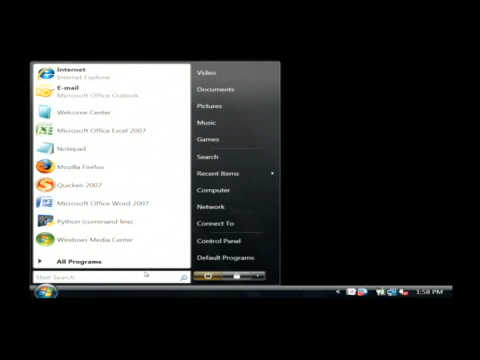 Internet
Internet Explorer
E-mail
Microsoft Office Outlook
Welcome Center
Microsoft Office Excel 2007
Notepad
Mozilla Firefox
Quicken 2007
Microsoft Office Word 2007
Python (command line)
Windows Media Center
All Programs
Start Search
Video
Documents
Pictures
Music
Games
Search
Recent Items
Computer
Network
Connect To
Control Panel
Default Programs
1:58 PM